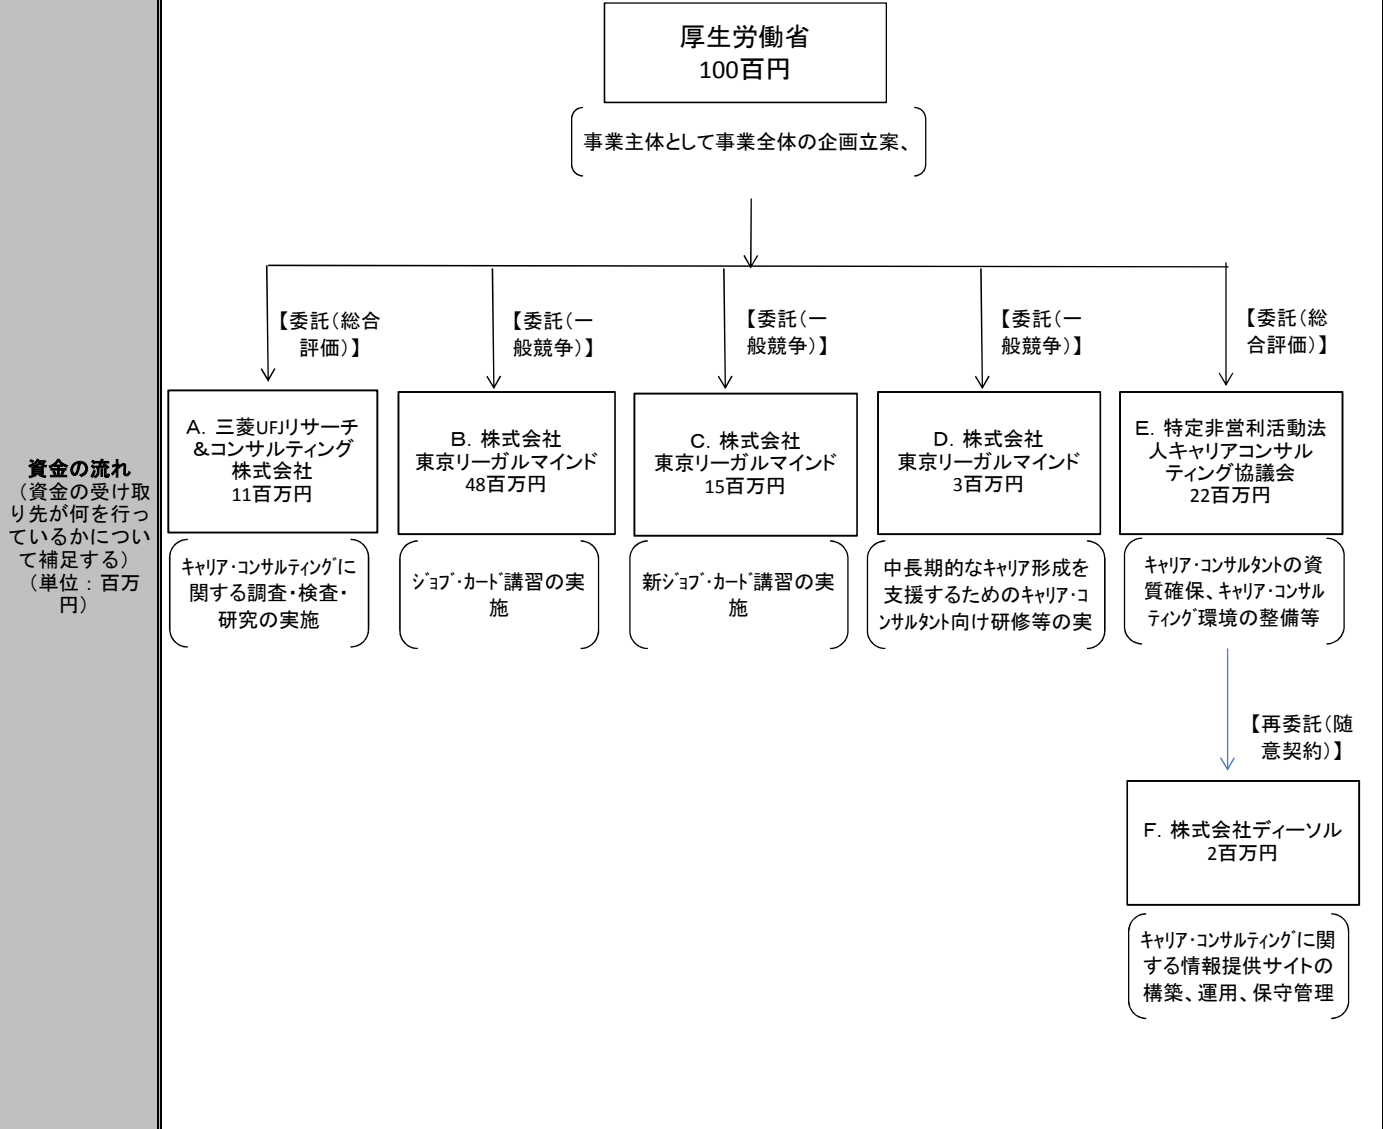 資金の流れ
（資金の受け取
り先が何を行っ
ているかについ
て補足する）
（単位：百万
円）
厚生労働省
100百円
事業主体として事業全体の企画立案、
【委託（総合
評価）】
【委託（一
般競争）】
【委託（一
般競争）】
【委託（一
般競争）】
【委託（総
合評価）】
A．三菱UFJリサーチ
&コンサルティング
株式会社
11百万円
B．株式会社
東京リーガルマインド
48百万円
C．株式会社
東京リーガルマインド
15百万円
D．株式会社
東京リーガルマインド
3百万円
E．特定非営利活動法
人キャリアコンサル
ティング協議会
22百万円
ｷｬﾘｱ･ｺﾝｻﾙﾃｨﾝｸﾞに
関する調査・検査・
研究の実施
ｼﾞｮﾌﾞ･ｶｰﾄﾞ講習の実
施
新ｼﾞｮﾌﾞ･ｶｰﾄﾞ講習の実
施
中長期的なキャリア形成を
支援するためのｷｬﾘｱ･ｺ
ﾝｻﾙﾀﾝﾄ向け研修等の実
ｷｬﾘｱ･ｺﾝｻﾙﾀﾝﾄの資
質確保、ｷｬﾘｱ･ｺﾝｻﾙ
ﾃｨﾝｸﾞ環境の整備等
【再委託（随
意契約）】
F．株式会社ディーソル
2百万円
ｷｬﾘｱ･ｺﾝｻﾙﾃｨﾝｸﾞに関
する情報提供サイトの
構築、運用、保守管理